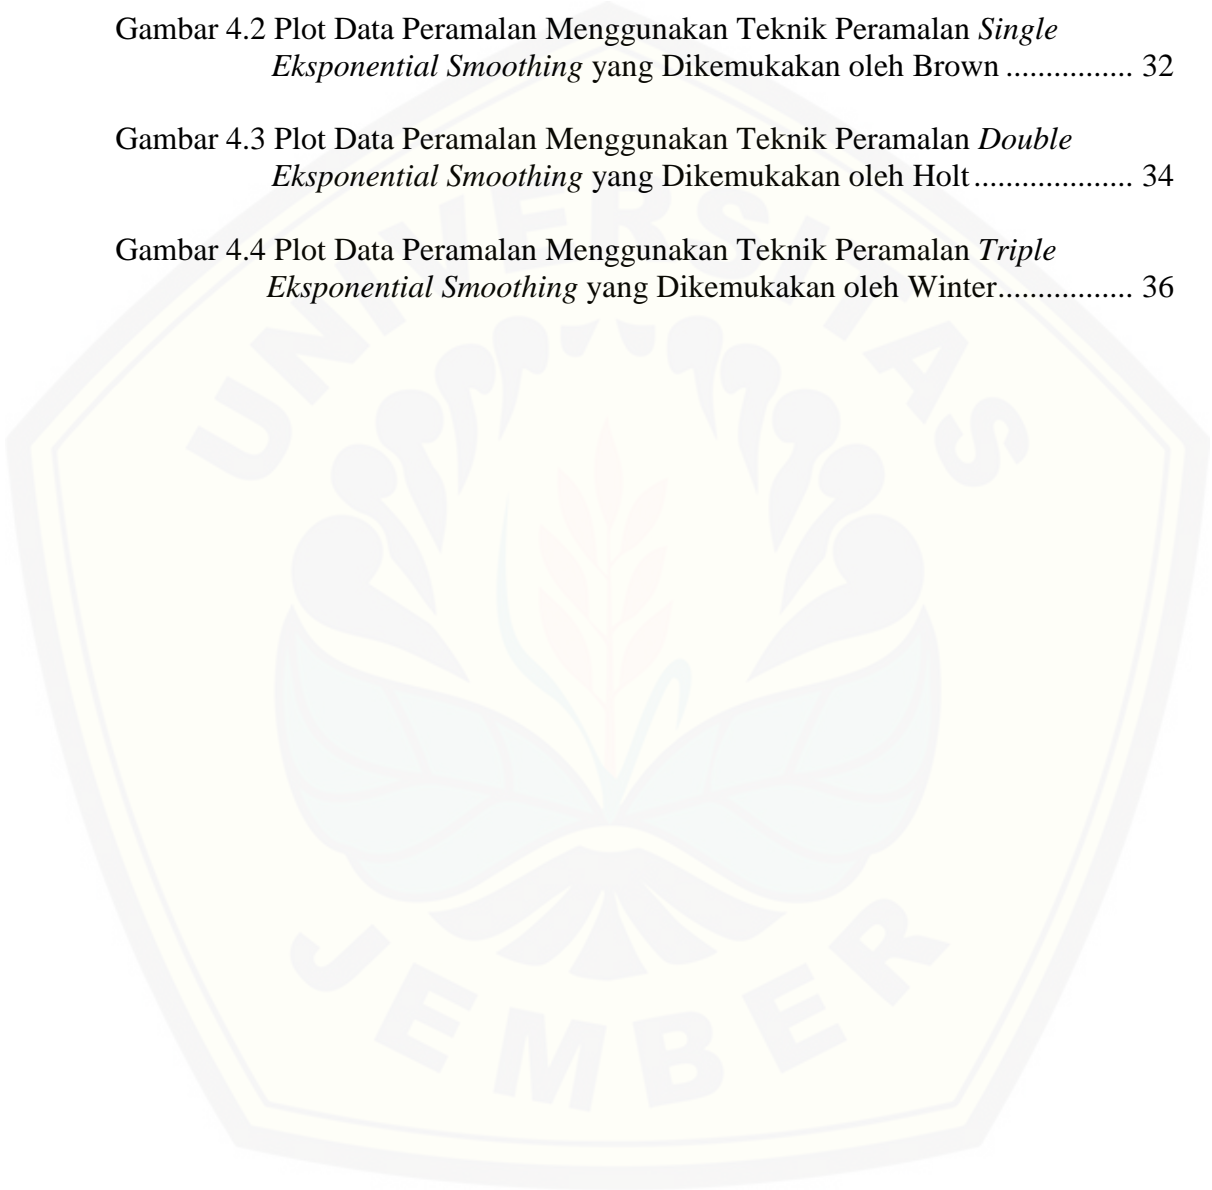 Gambar 4.2 Plot Data Peramalan Menggunakan Teknik Peramalan Single
Eksponential Smoothing yang Dikemukakan oleh Brown ................ 32
Gambar 4.3 Plot Data Peramalan Menggunakan Teknik Peramalan Double
Eksponential Smoothing yang Dikemukakan oleh Holt .................... 34
Gambar 4.4 Plot Data Peramalan Menggunakan Teknik Peramalan Triple
Eksponential Smoothing yang Dikemukakan oleh Winter ................. 36
UNIVERSITAS
JEMBER